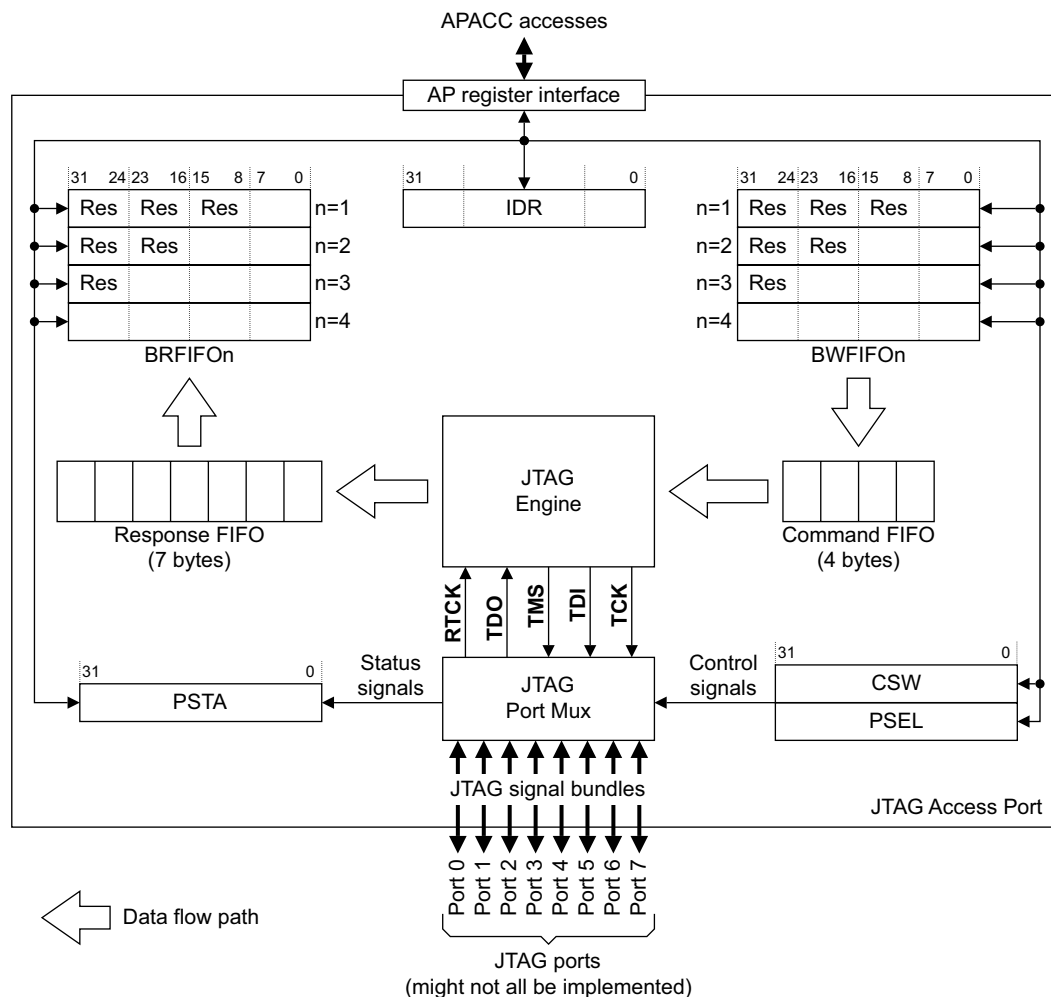 APACC accesses
AP register interface
31 24 23 16 15 8 7 0
31 0
31 24 23 16 15 8 7 0
Res Res Res n=1
IDR
n=1 Res Res Res
Res Res n=2
n=2 Res Res
Res n=3
n=3 Res
n=4
n=4
BRFIFOn
BWFIFOn
JTAG
Engine
Response FIFO
(7 bytes)
Command FIFO
(4 bytes)
RTCK
TDO
TMS
TDI
TCK
31 0
PSTA
Status
signals
JTAG
Port Mux
Control
signals
31 0
CSW
PSEL
JTAG signal bundles
JTAG Access Port
Port 0
Port 1
Port 2
Port 3
Port 4
Port 5
Port 6
Port 7
Data flow path
JTAG ports
(might not all be implemented)